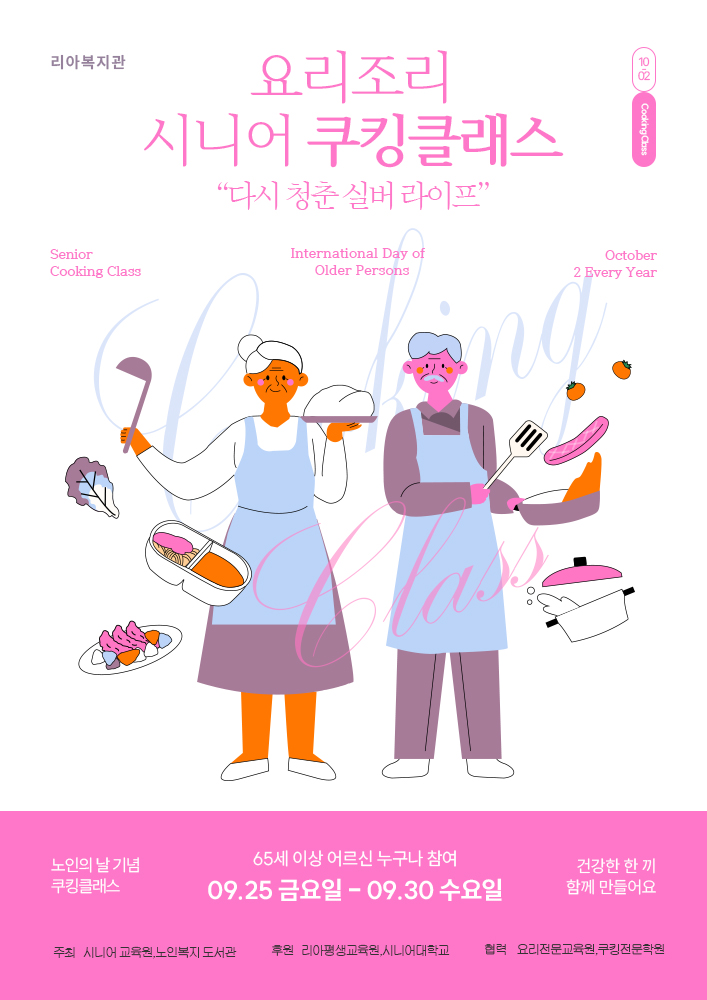 리아복지관
요리조리
시니어 쿠킹클래스
“다시 청춘 실버 라이프”
10
-
02
CookingClass
Senior
Cooking Class
International Day of
Older Persons
October
2 Every Year
Cooking
Class
노인의 날 기념
쿠킹클래스
65세 이상 어르신 누구나 참여
09.25 금요일 - 09.30 수요일
건강한 한 끼
함께 만들어요
주최 시니어 교육원,노인복지 도서관
후원 리아평생교육원,시니어대학교
협력 요리전문교육원,쿠킹전문학원